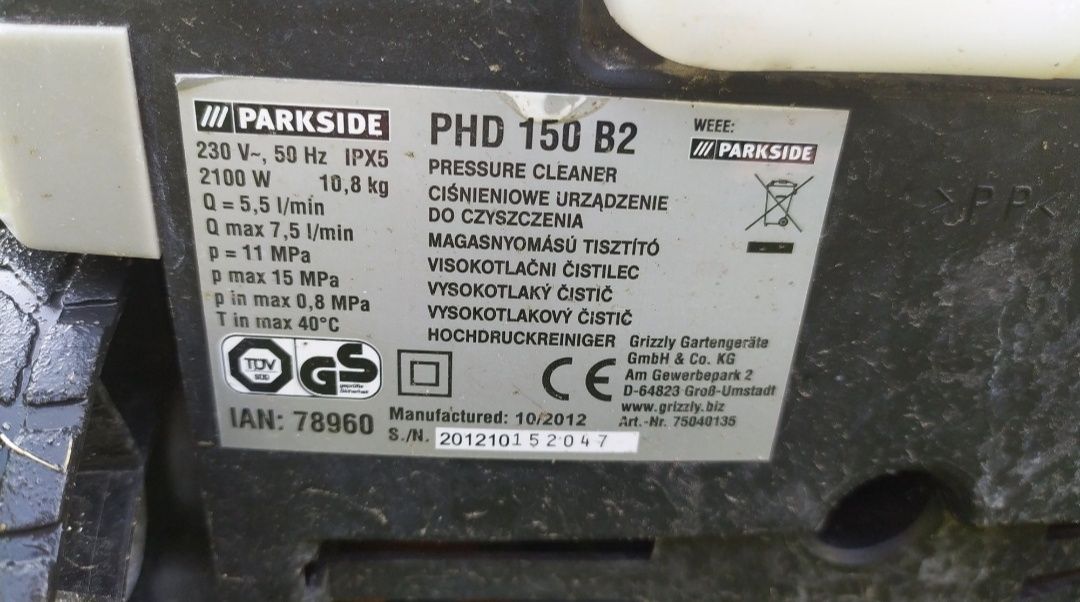 /// PARKSIDE
230 V~, 50 Hz IPX5
2100 W 10,8 kg
Q = 5,5 l/min
Q max 7,5 l/min
p = 11 MPa
p max 15 MPa
p in max 0,8 MPa
T in max 40°C
TÜV
SÜD
GS
geprüfte
Sicherheit
IAN: 78960
PHD 150 B2
PRESSURE CLEANER
CIŚNIENIOWE URZĄDZENIE
DO CZYSZCZENIA
MAGASNYOMÁSÚ TISZTÍTÓ
VISOKOTLAČNI ČISTILEC
VYSOKOTLAKÝ ČISTIČ
VYSOKOTLAKOVÝ ČISTIČ
HOCHDRUCKREINIGER
CE
Manufactured: 10/2012
S./N. 201210152047
WEEE:
/// PARKSIDE
Grizzly Gartengeräte
GmbH & Co. KG
Am Gewerbepark 2
D-64823 Groß-Umstadt
www.grizzly.biz
Art.-Nr. 75040135
>PP<